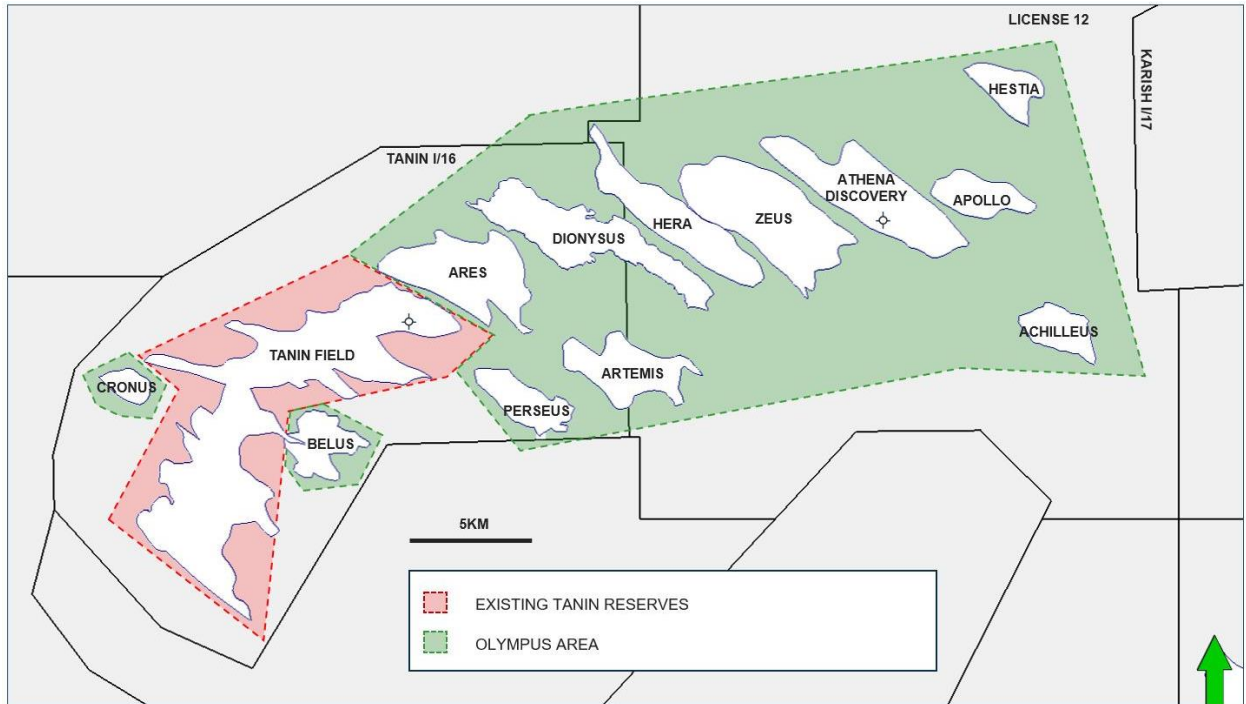 LICENSE 12
KARISH I/17
HESTIA
TANIN I/16
ATHENA
DISCOVERY
APOLLO
ZEUS
HERA
DIONYSUS
ARES
ACHILLEUS
TANIN FIELD
ARTEMIS
CRONUS
PERSEUS
BELUS
5KM
EXISTING TANIN RESERVES
OLYMPUS AREA